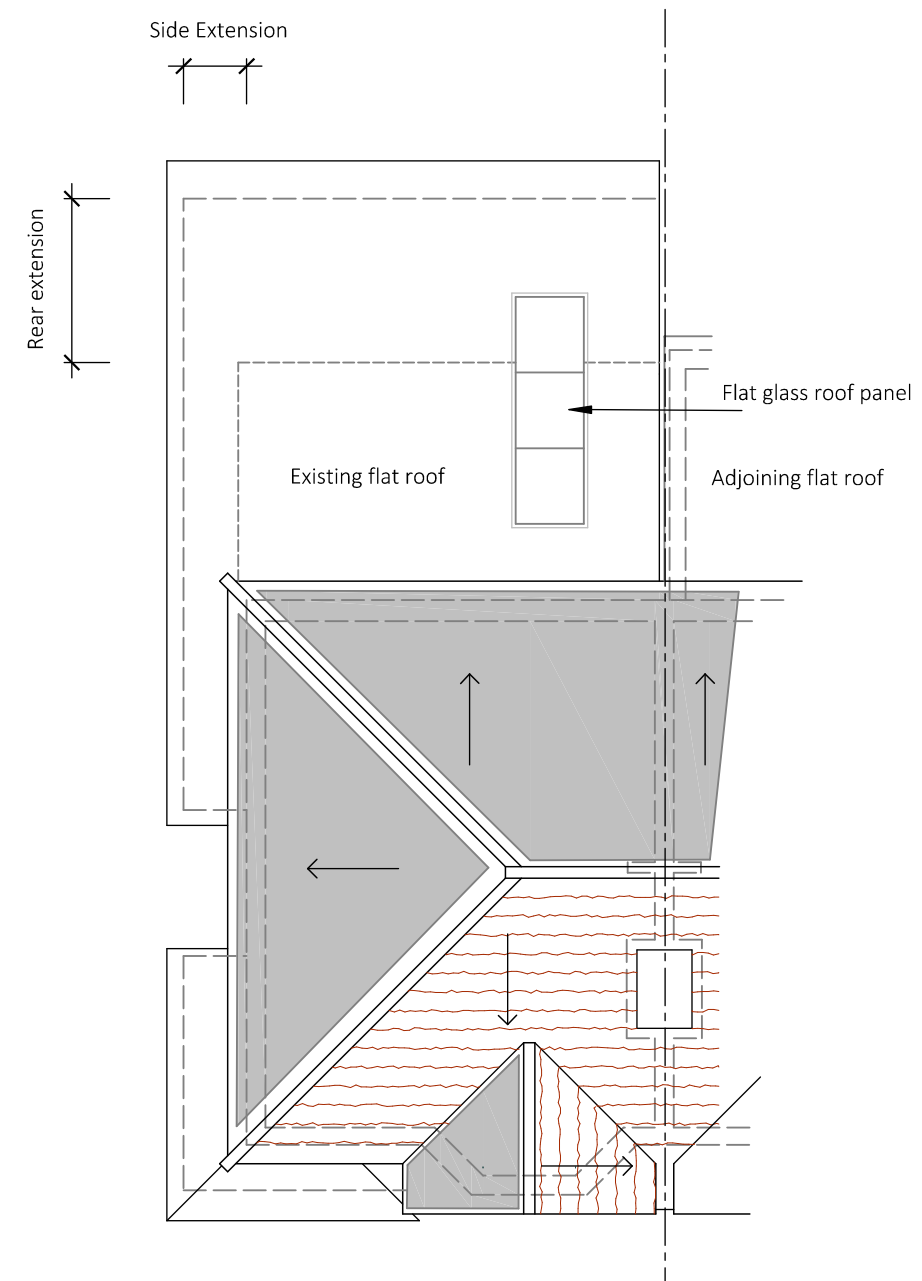 Side Extension
Rear extension
Flat glass roof panel
Existing flat roof
Adjoining flat roof